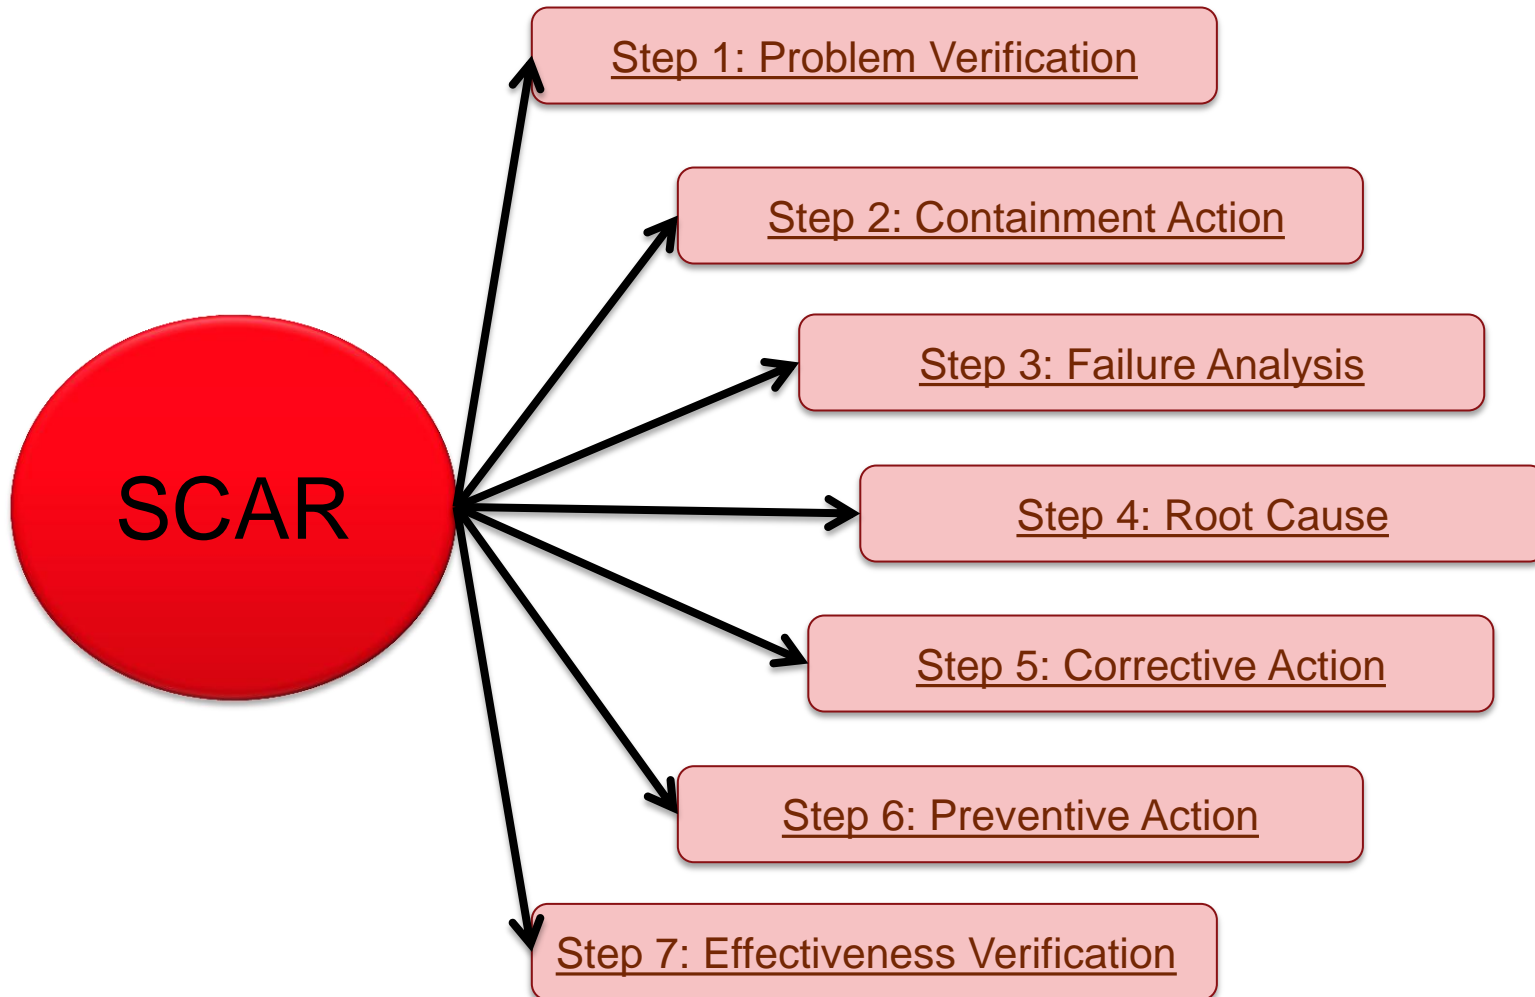 Step 1: Problem Verification
Step 2: Containment Action
Step 3: Failure Analysis
SCAR
Step 4: Root Cause
Step 5: Corrective Action
Step 6: Preventive Action
Step 7: Effectiveness Verification